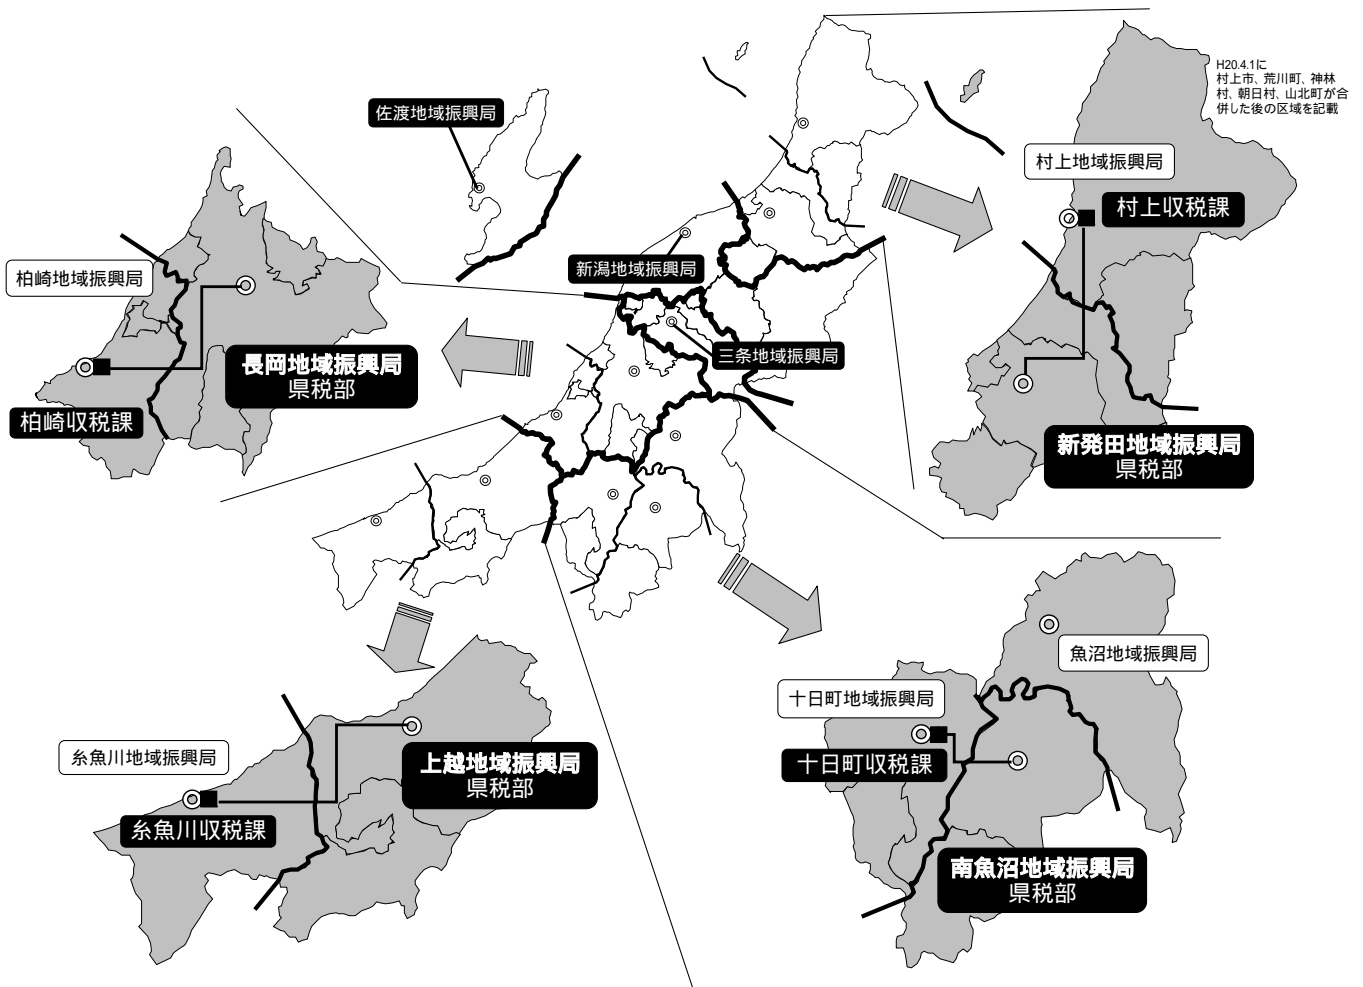 H20.4.1に
村上市、荒川町、神林
村、朝日村、山北町が合
併した後の区域を記載
佐渡地域振興局
村上地域振興局
村上収税課
新潟地域振興局
柏崎地域振興局
三条地域振興局
長岡地域振興局
県税部
柏崎収税課
新発田地域振興局
県税部
魚沼地域振興局
十日町地域振興局
十日町収税課
糸魚川地域振興局
上越地域振興局
県税部
糸魚川収税課
南魚沼地域振興局
県税部